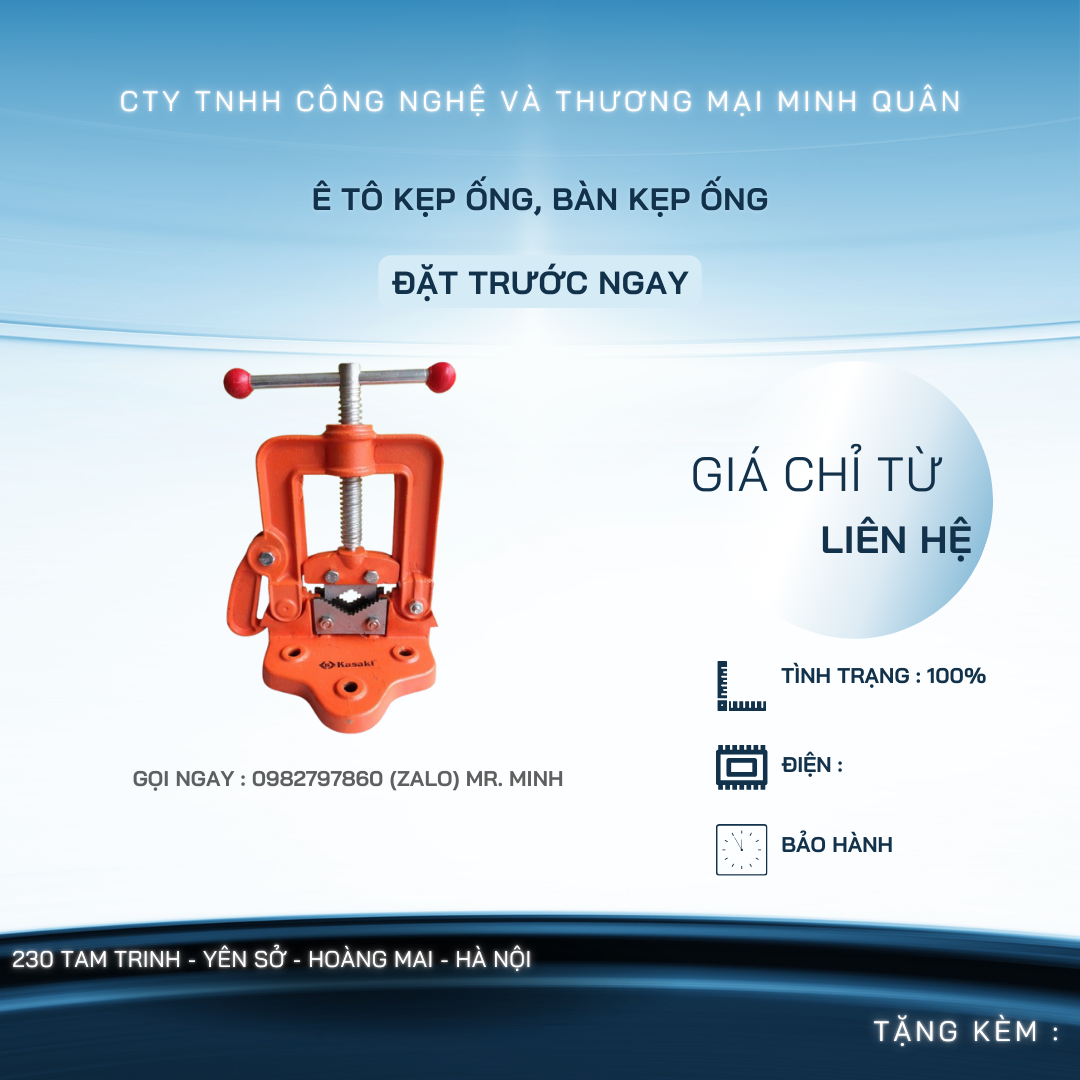 CTY TNHH CÔNG NGHỆ VÀ THƯƠNG MẠI MINH QUÂN
Ê TÔ KẸP ỐNG, BÀN KẸP ỐNG
ĐẶT TRƯỚC NGAY
GIÁ CHỈ TỪ
LIÊN HỆ
Kasaki
TÌNH TRẠNG : 100%
GỌI NGAY : 0982797860 (ZALO) MR. MINH
ĐIỆN :
BẢO HÀNH
230 TAM TRINH - YÊN SỞ - HOÀNG MAI - HÀ NỘI
TẶNG KÈM :